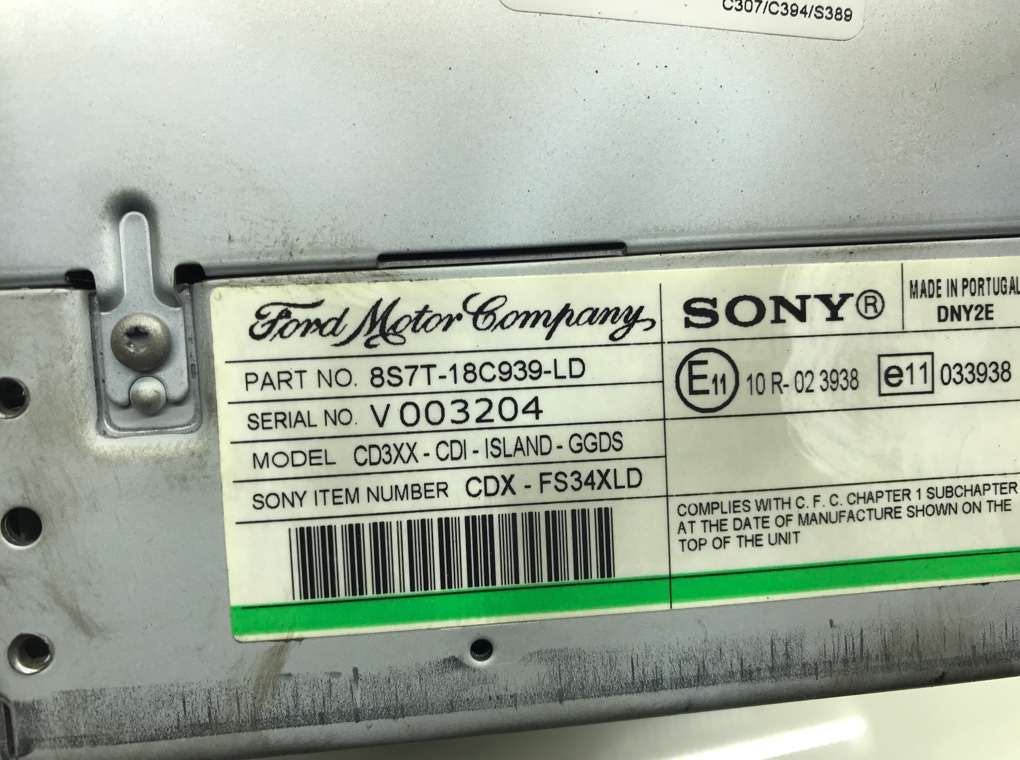 C307/C394/S389
Ford Motor Company
SONY®
MADE IN PORTUGAL
DNY2E
PART NO. 8S7T-18C939-LD
SERIAL NO. V 003204
MODEL CD3XX - CDI - ISLAND - GGDS
SONY ITEM NUMBER CDX - FS34XLD
E11 10 R- 02 3938 e11 033938
COMPLIES WITH C. F. C. CHAPTER 1 SUBCHAPTER
AT THE DATE OF MANUFACTURE SHOWN ON THE
TOP OF THE UNIT